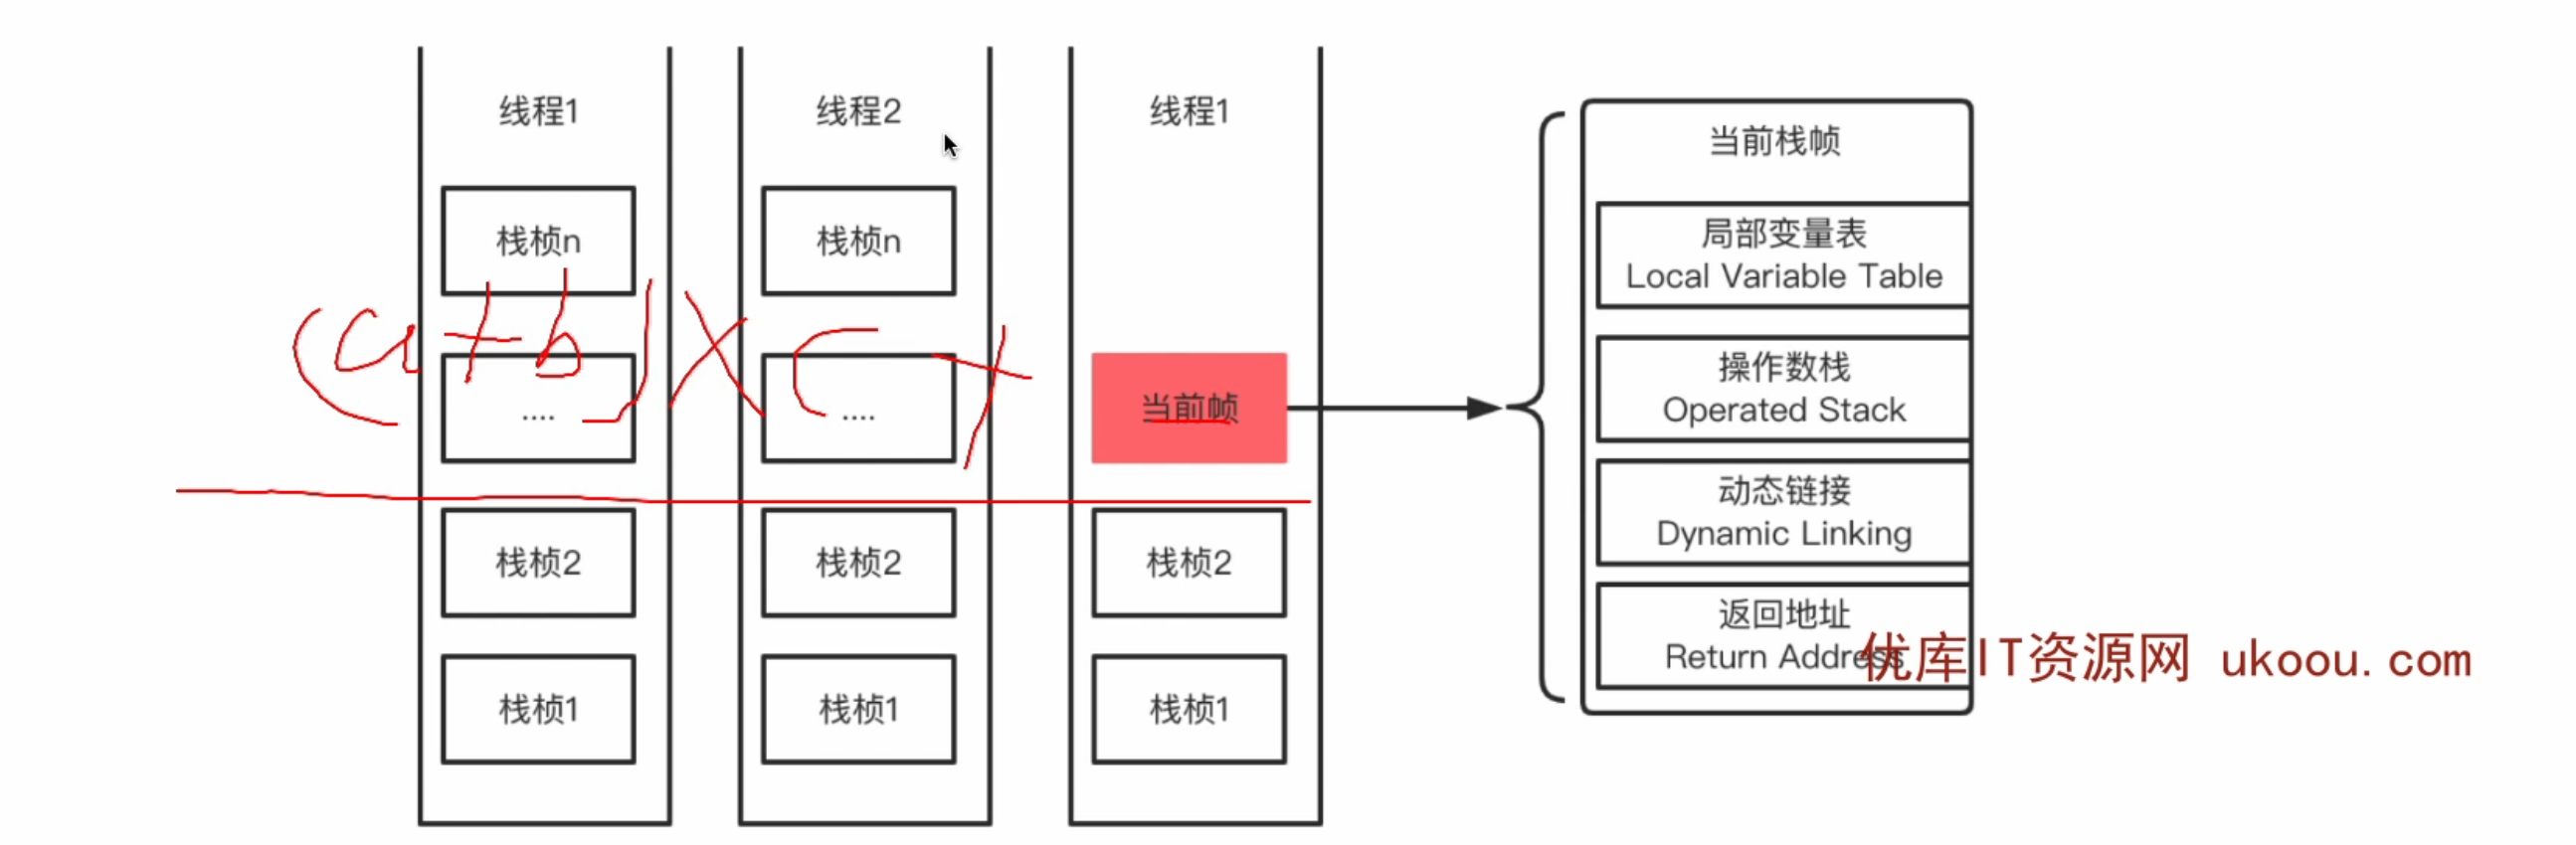 线程1
线程2
线程1
栈桢n
栈桢n
(a+b)×c
....
....
当前帧
栈桢2
栈桢2
栈桢2
栈桢1
栈桢1
栈桢1
当前栈帧
局部变量表
Local Variable Table
操作数栈
Operated Stack
动态链接
Dynamic Linking
返回地址
Return Address
优库IT资源网 ukoou.com